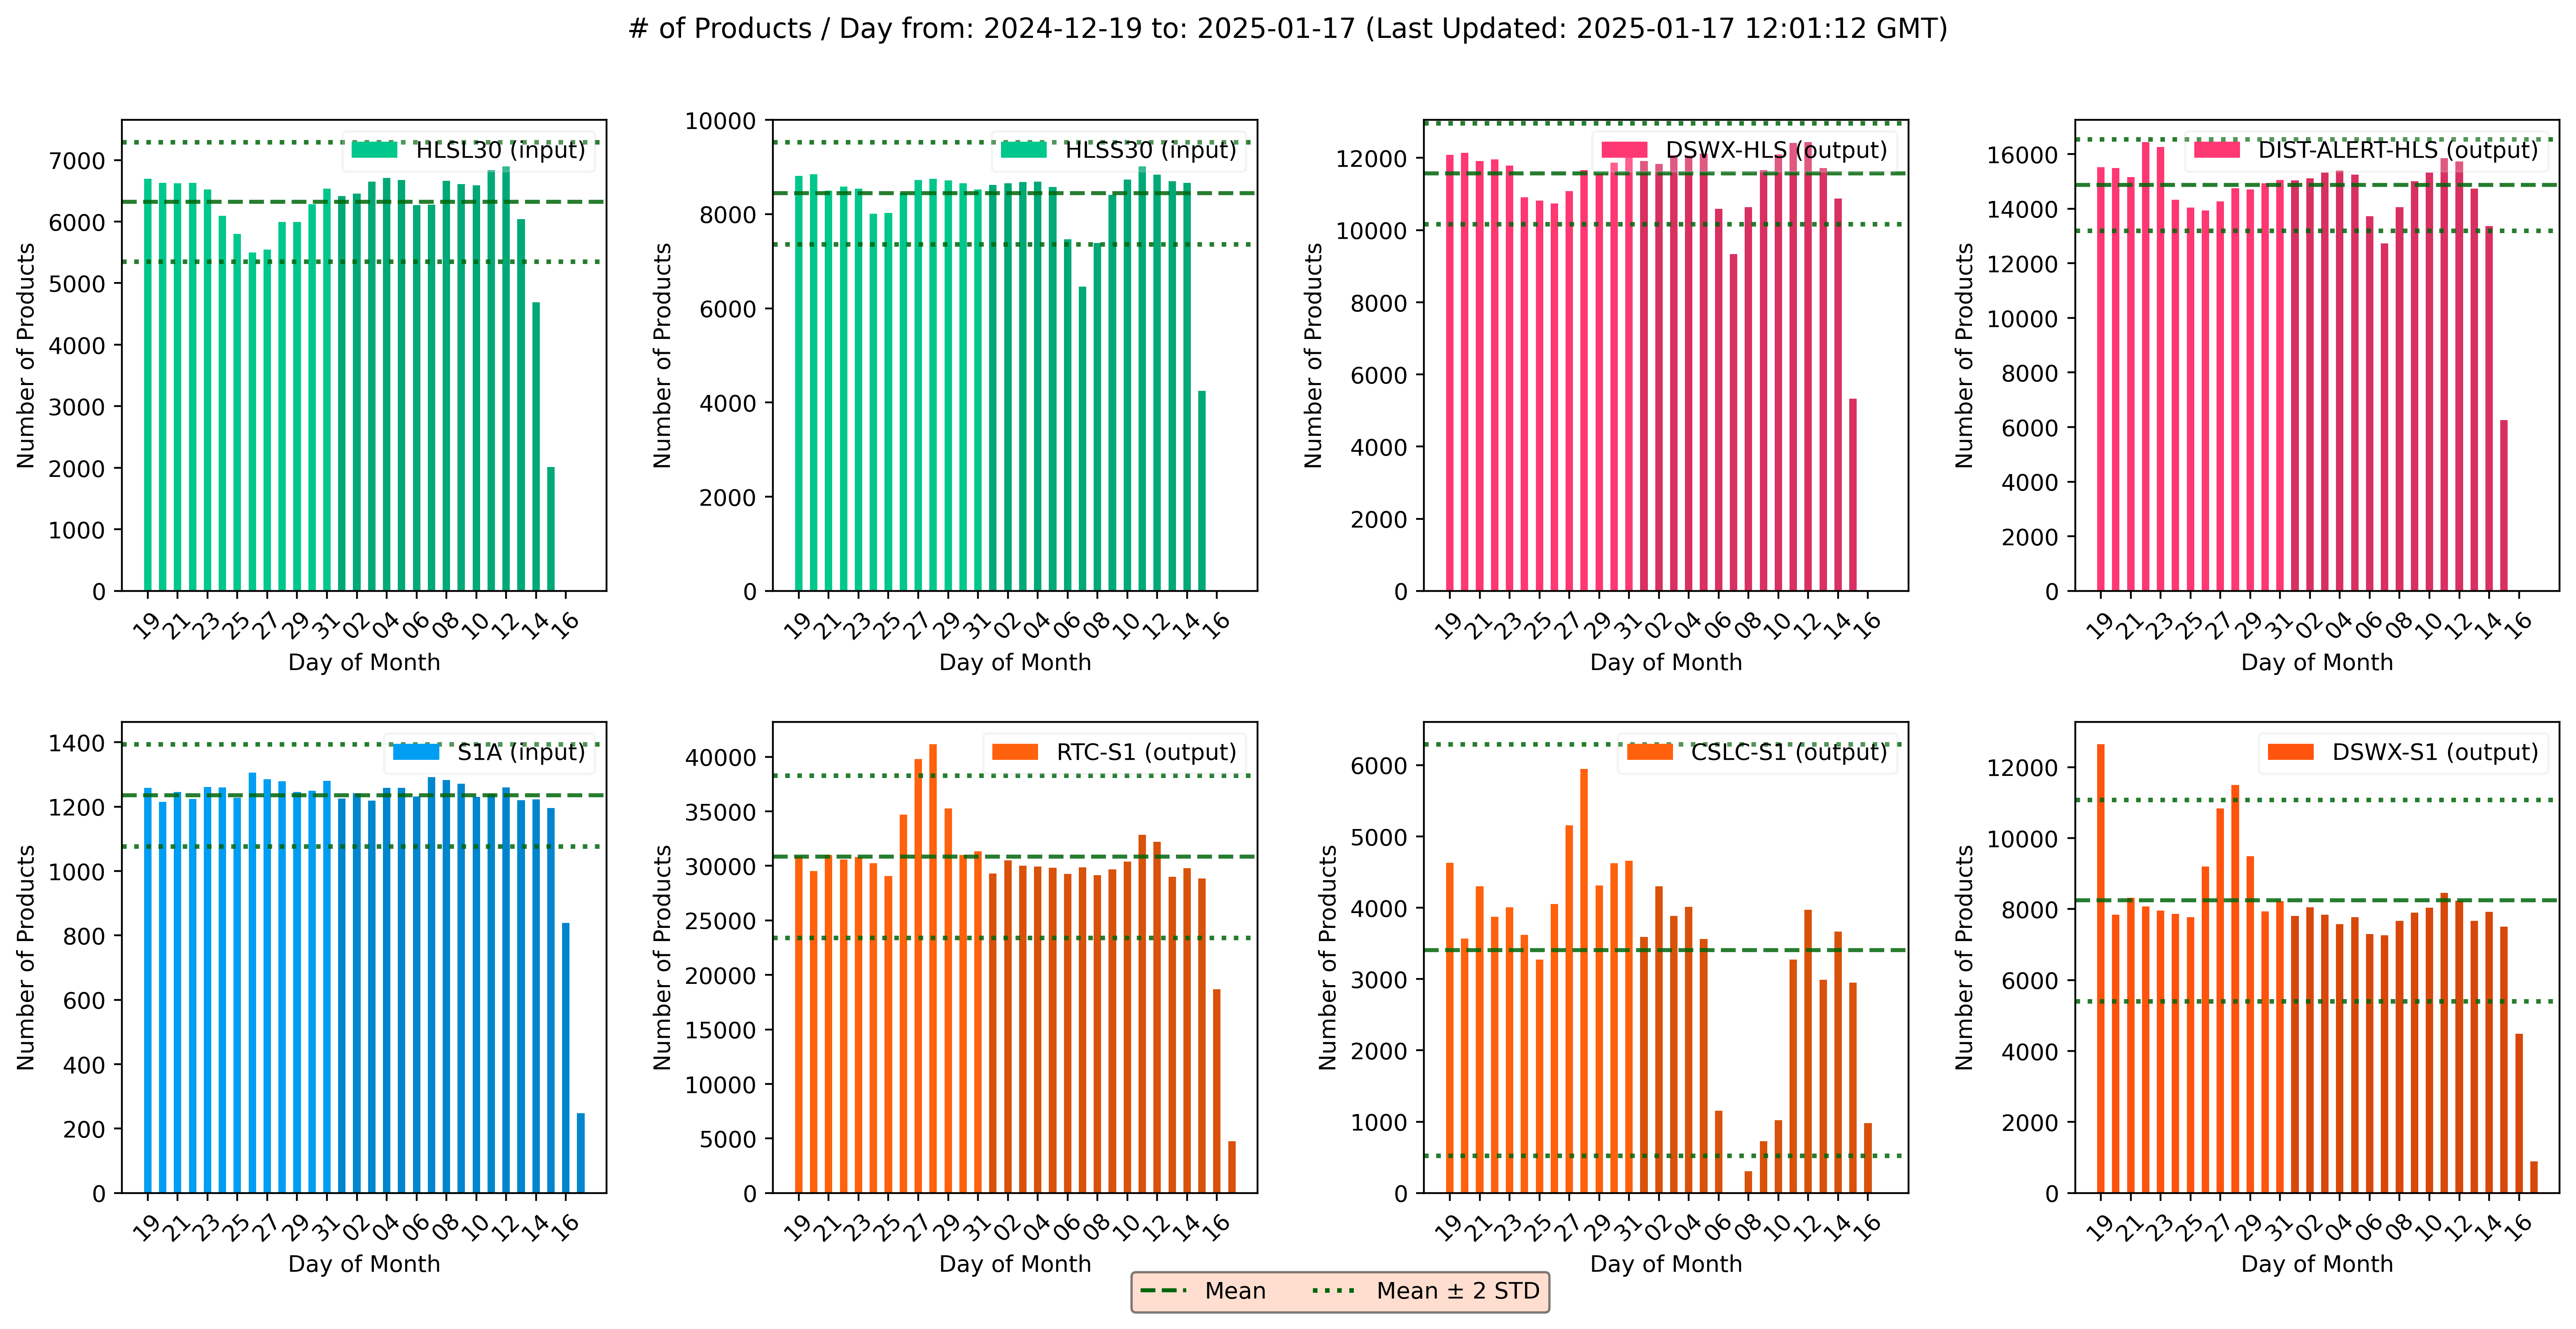 # of Products / Day from: 2024-12-19 to: 2025-01-17 (Last Updated: 2025-01-17 12:01:12 GMT)
HLSL30 (input)
Number of Products
7000
6000
5000
4000
3000
2000
1000
0
19 21 23 25 27 29 31 02 04 06 08 10 12 14 16
Day of Month
HLSS30 (input)
Number of Products
10000
8000
6000
4000
2000
0
19 21 23 25 27 29 31 02 04 06 08 10 12 14 16
Day of Month
DSWX-HLS (output)
Number of Products
12000
10000
8000
6000
4000
2000
0
19 21 23 25 27 29 31 02 04 06 08 10 12 14 16
Day of Month
DIST-ALERT-HLS (output)
Number of Products
16000
14000
12000
10000
8000
6000
4000
2000
0
19 21 23 25 27 29 31 02 04 06 08 10 12 14 16
Day of Month
S1A (input)
Number of Products
1400
1200
1000
800
600
400
200
0
19 21 23 25 27 29 31 02 04 06 08 10 12 14 16
Day of Month
RTC-S1 (output)
Number of Products
40000
35000
30000
25000
20000
15000
10000
5000
0
19 21 23 25 27 29 31 02 04 06 08 10 12 14 16
Day of Month
CSLC-S1 (output)
Number of Products
6000
5000
4000
3000
2000
1000
0
19 21 23 25 27 29 31 02 04 06 08 10 12 14 16
Day of Month
DSWX-S1 (output)
Number of Products
12000
10000
8000
6000
4000
2000
0
19 21 23 25 27 29 31 02 04 06 08 10 12 14 16
Day of Month
Mean
Mean ± 2 STD